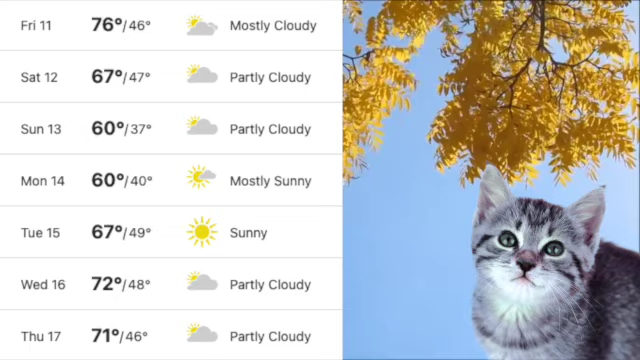 Fri 11 76°/46° Mostly Cloudy
Sat 12 67°/47° Partly Cloudy
Sun 13 60°/37° Partly Cloudy
Mon 14 60°/40° Mostly Sunny
Tue 15 67°/49° Sunny
Wed 16 72°/48° Partly Cloudy
Thu 17 71°/46° Partly Cloudy